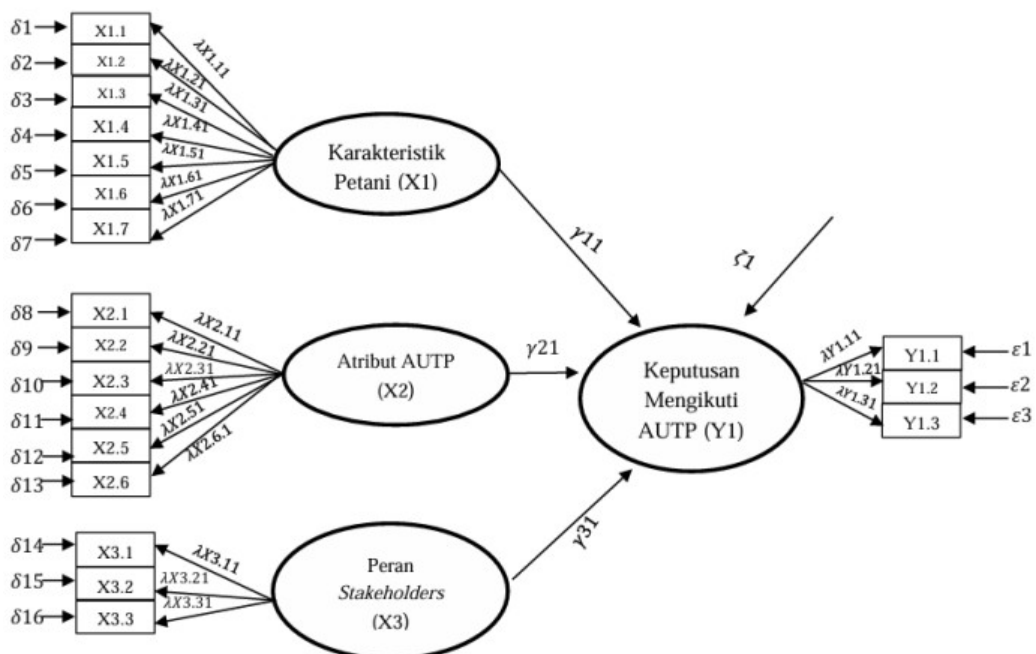 δ1
X1.1
λX1.11
δ2
X1.2
λX1.21
δ3
X1.3
λX1.31
δ4
X1.4
λX1.41
δ5
X1.5
λX1.51
δ6
X1.6
λX1.61
δ7
X1.7
λX1.71
Karakteristik
Petani (X1)
γ11
ζ1
δ8
X2.1
λX2.11
δ9
X2.2
λX2.21
δ10
X2.3
λX2.31
δ11
X2.4
λX2.41
δ12
X2.5
λX2.51
δ13
X2.6
λX2.6.1
Atribut AUTP
(X2)
γ21
Keputusan
Mengikuti
AUTP (Y1)
λY1.11
Y1.1
ε1
λY1.21
Y1.2
ε2
λY1.31
Y1.3
ε3
δ14
X3.1
λX3.11
δ15
X3.2
λX3.21
δ16
X3.3
λX3.31
Peran
Stakeholders
(X3)
γ31